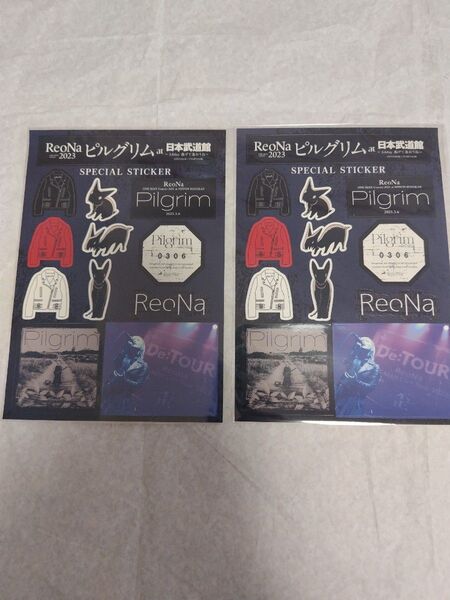 ReoNa
2023
ピルグリム at
日本武道館
SPECIAL STICKER
ReoNa
Pilgrim
2023.3.6
Pilgrim
0306
ReoNa
Pilgrim
De:TOUR
ReoNa
2023
ピルグリム at
日本武道館
SPECIAL STICKER
ReoNa
Pilgrim
2023.3.6
Pilgrim
0306
ReoNa
Pilgrim
De:TOUR